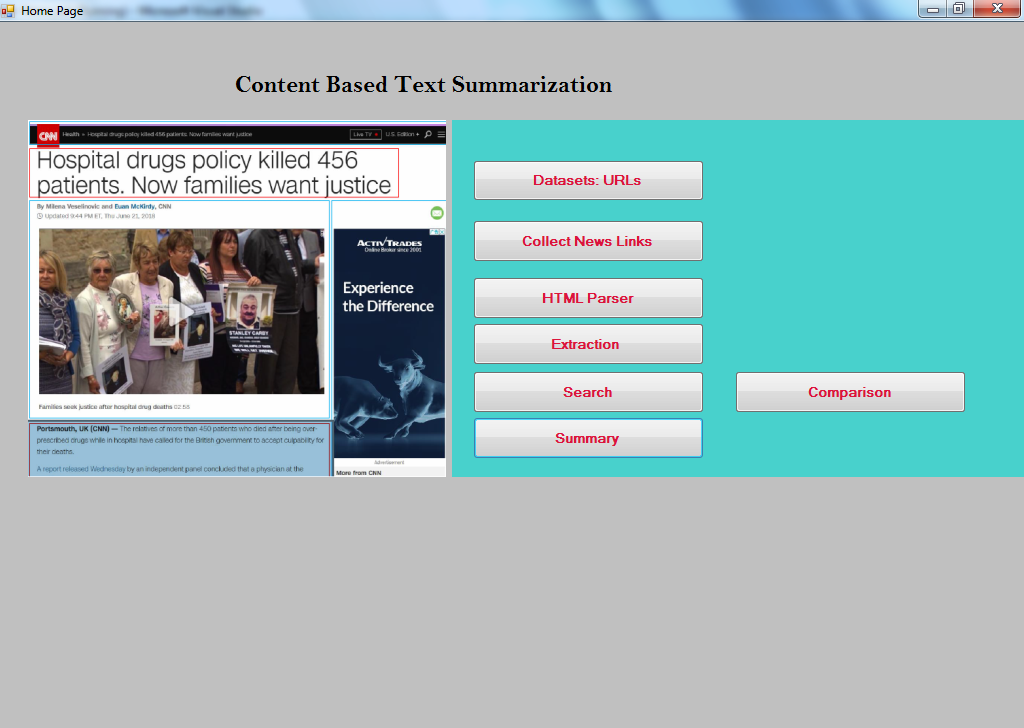 Home Page
Content Based Text Summarization
CNN
Health » Hospital drugs policy killed 456 patients: Now families want justice
Live TV
U.S. Edition +
Hospital drugs policy killed 456
patients. Now families want justice
By Milena Veselinovic and Euan McKirdy, CNN
Updated 9:44 PM ET, Thu June 21, 2018
STANLEY CARBY
Families seek justice after hospital drug deaths 02:58
Portsmouth, UK (CNN) — The relatives of more than 450 patients who died after being over-
prescribed drugs while in hospital have called for the British government to accept culpability for
their deaths.
A report released Wednesday by an independent panel concluded that a physician at the
ACTIVTRADES
Online Broker since 2001
Experience
the Difference
Advertisement
More from CNN
Datasets: URLs
Collect News Links
HTML Parser
Extraction
Search
Comparison
Summary